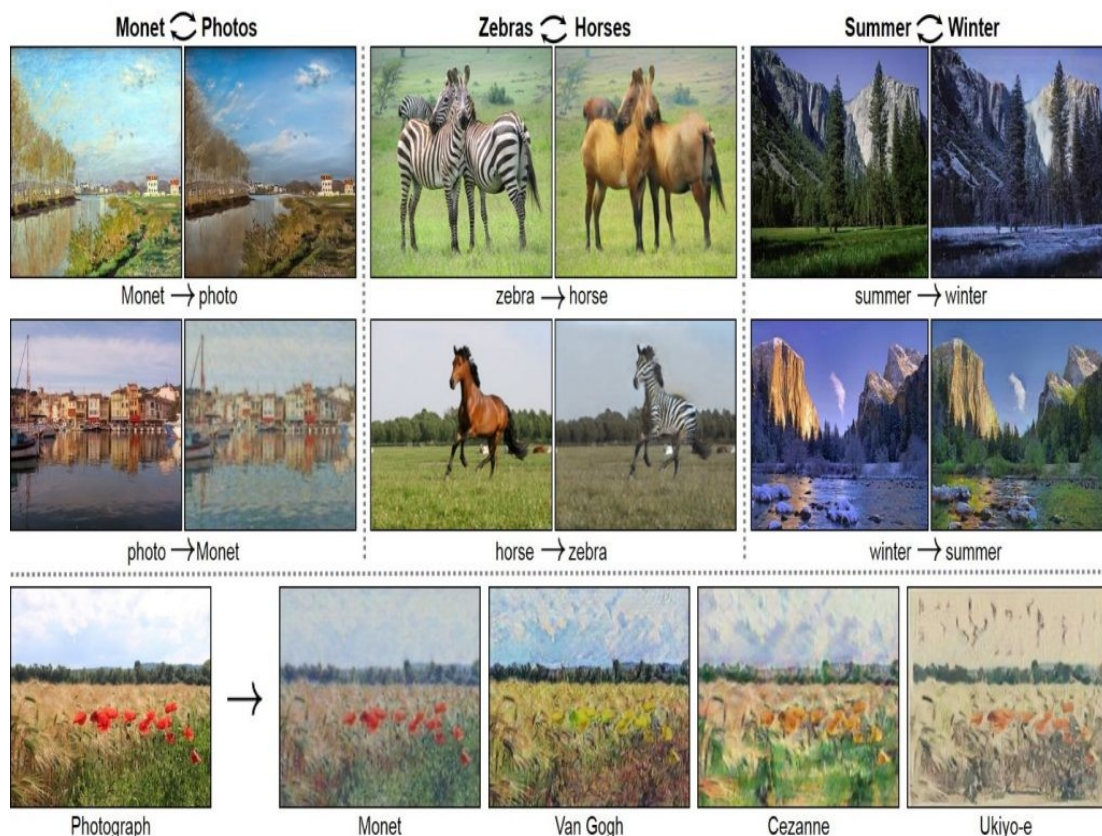 Monet ⟳ Photos
Zebras ⟳ Horses
Summer ⟳ Winter
Monet → photo
zebra → horse
summer → winter
photo → Monet
horse → zebra
winter → summer
Photograph
Monet
Van Gogh
Cezanne
Ukiyo-e